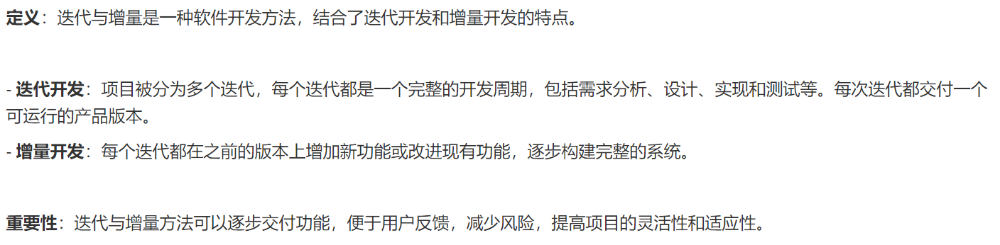 定义：迭代与增量是一种软件开发方法，结合了迭代开发和增量开发的特点。
- 迭代开发：项目被分为多个迭代，每个迭代都是一个完整的开发周期，包括需求分析、设计、实现和测试等。每次迭代都交付一个
可运行的产品版本。
- 增量开发：每个迭代都在之前的版本上增加新功能或改进现有功能，逐步构建完整的系统。
重要性：迭代与增量方法可以逐步交付功能，便于用户反馈，减少风险，提高项目的灵活性和适应性。